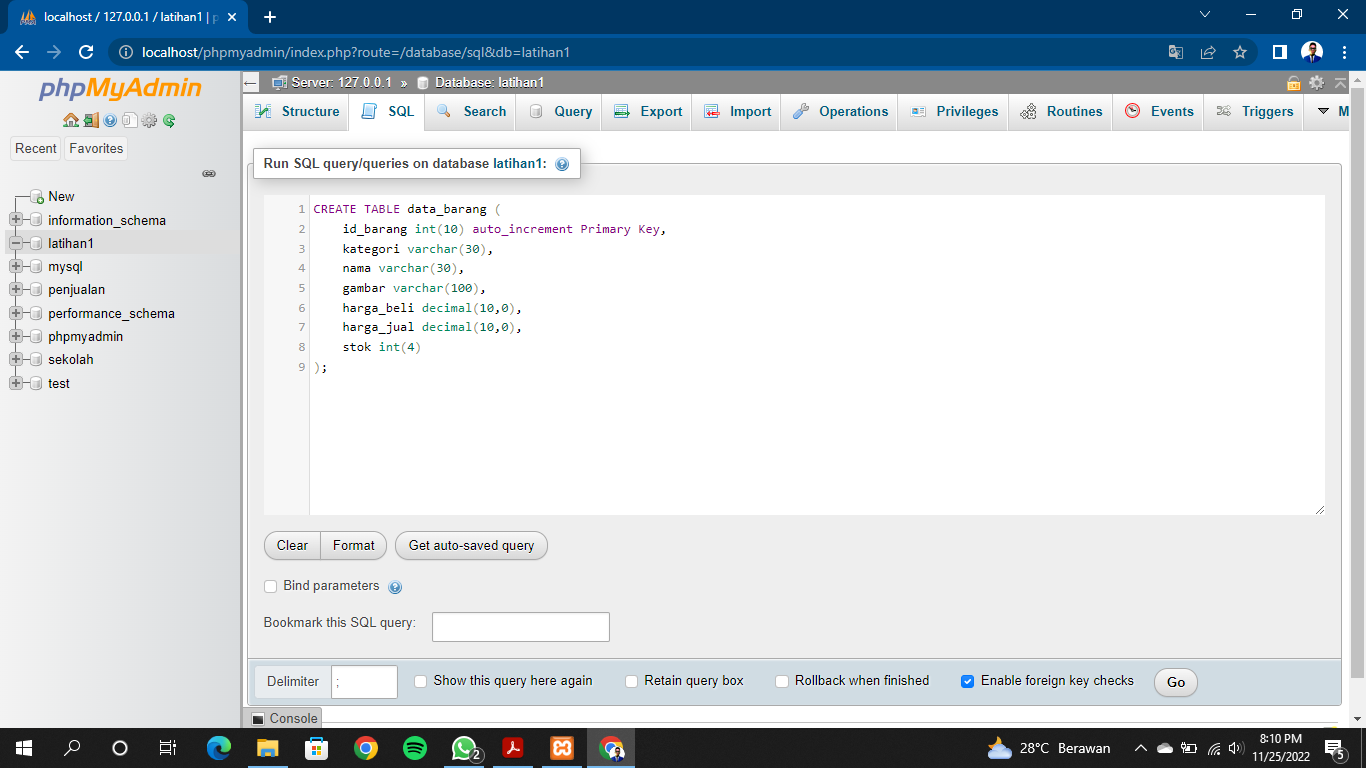 localhost / 127.0.0.1 / latihan1 | p
localhost/phpmyadmin/index.php?route=/database/sql&db=latihan1
phpMyAdmin
Recent
Favorites
New
information_schema
latihan1
mysql
penjualan
performance_schema
phpmyadmin
sekolah
test
Server: 127.0.0.1 » Database: latihan1
Structure SQL Search Query Export Import Operations Privileges Routines Events Triggers M
Run SQL query/queries on database latihan1:
1 CREATE TABLE data_barang (
2 id_barang int(10) auto_increment Primary Key,
3 kategori varchar(30),
4 nama varchar(30),
5 gambar varchar(100),
6 harga_beli decimal(10,0),
7 harga_jual decimal(10,0),
8 stok int(4)
9 );
Clear Format Get auto-saved query
Bind parameters
Bookmark this SQL query:
Delimiter ; Show this query here again Retain query box Rollback when finished Enable foreign key checks Go
Console
2
28°C Berawan
8:10 PM
11/25/2022
5